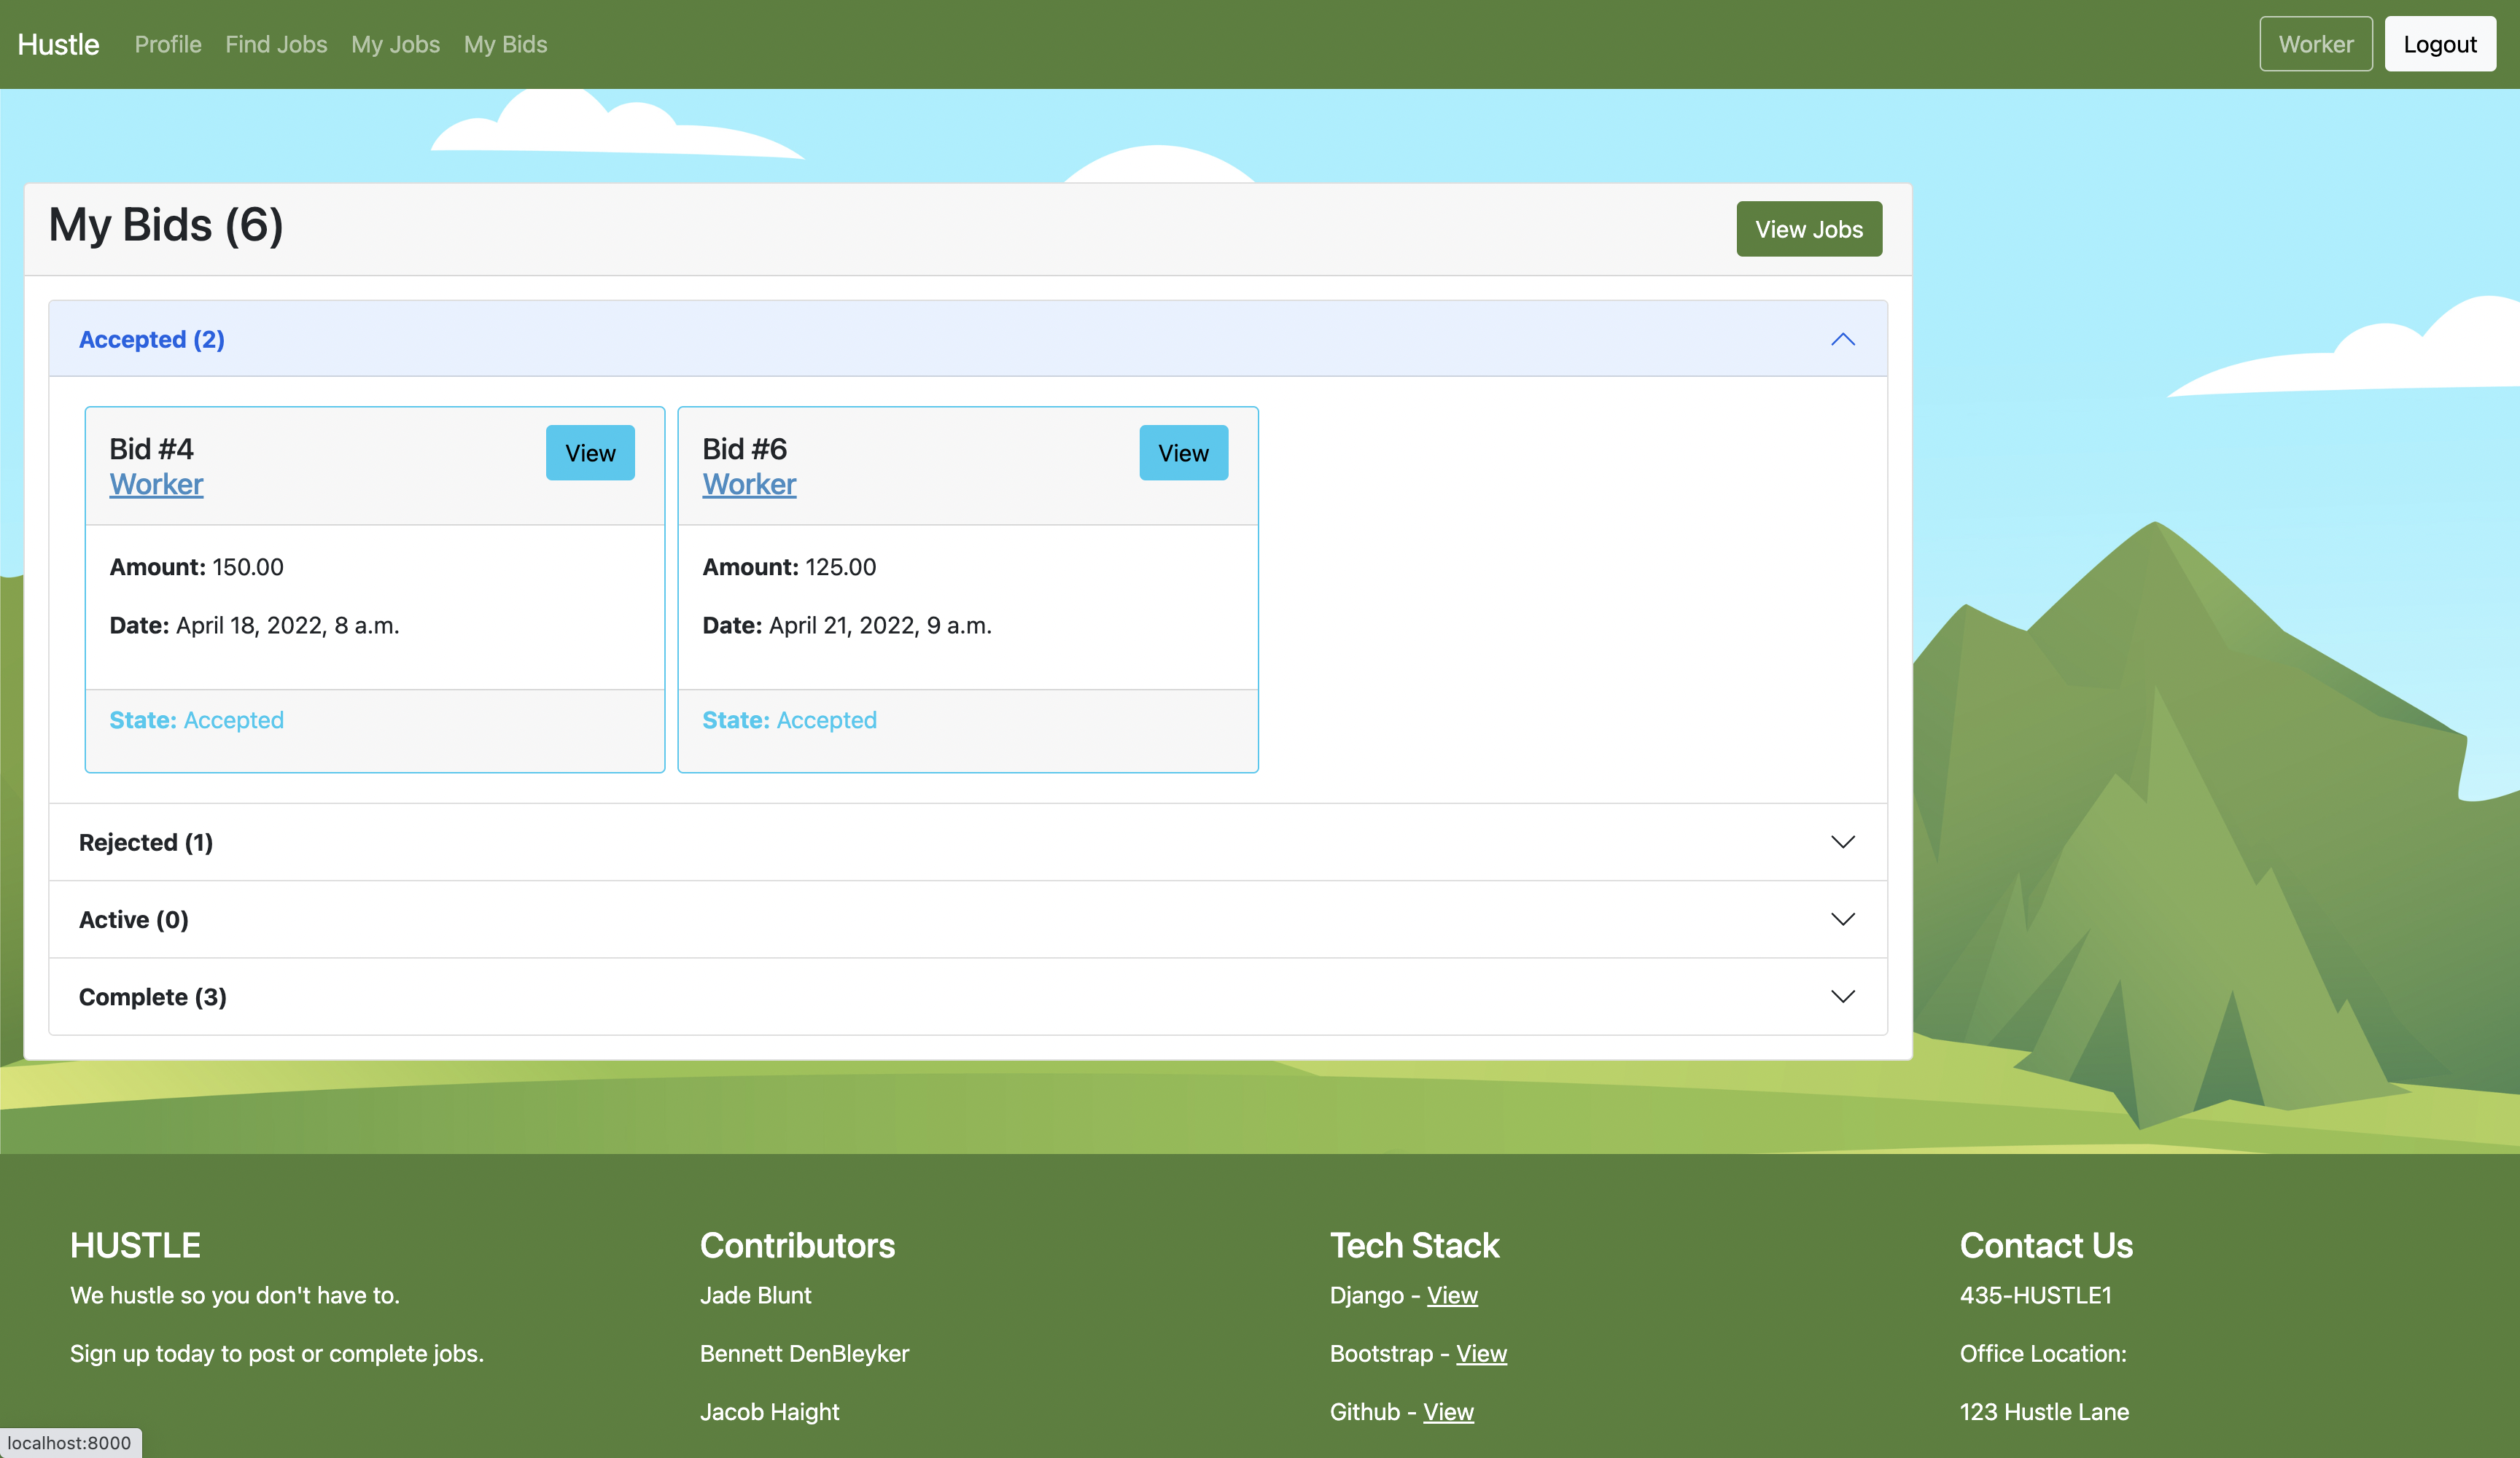 Hustle Profile Find Jobs My Jobs My Bids Worker Logout
My Bids (6) View Jobs
Accepted (2)
Bid #4 View
Worker
Amount: 150.00
Date: April 18, 2022, 8 a.m.
State: Accepted
Bid #6 View
Worker
Amount: 125.00
Date: April 21, 2022, 9 a.m.
State: Accepted
Rejected (1)
Active (0)
Complete (3)
HUSTLE
We hustle so you don't have to.
Sign up today to post or complete jobs.
Contributors
Jade Blunt
Bennett DenBleyker
Jacob Haight
Tech Stack
Django - View
Bootstrap - View
Github - View
Contact Us
435-HUSTLE1
Office Location:
123 Hustle Lane
localhost:8000